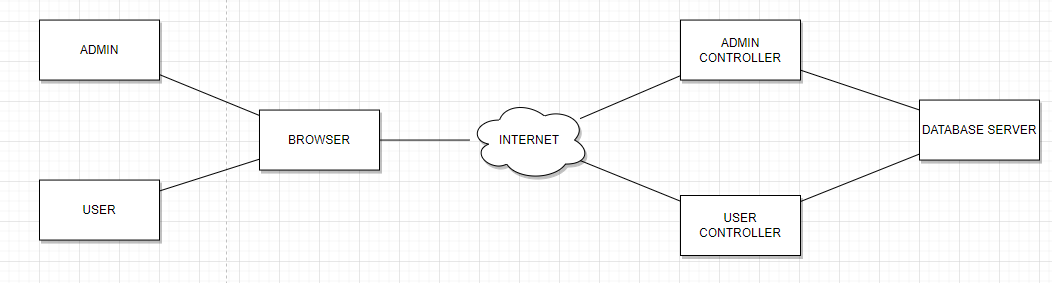 ADMIN
USER
BROWSER
INTERNET
ADMIN
CONTROLLER
USER
CONTROLLER
DATABASE SERVER